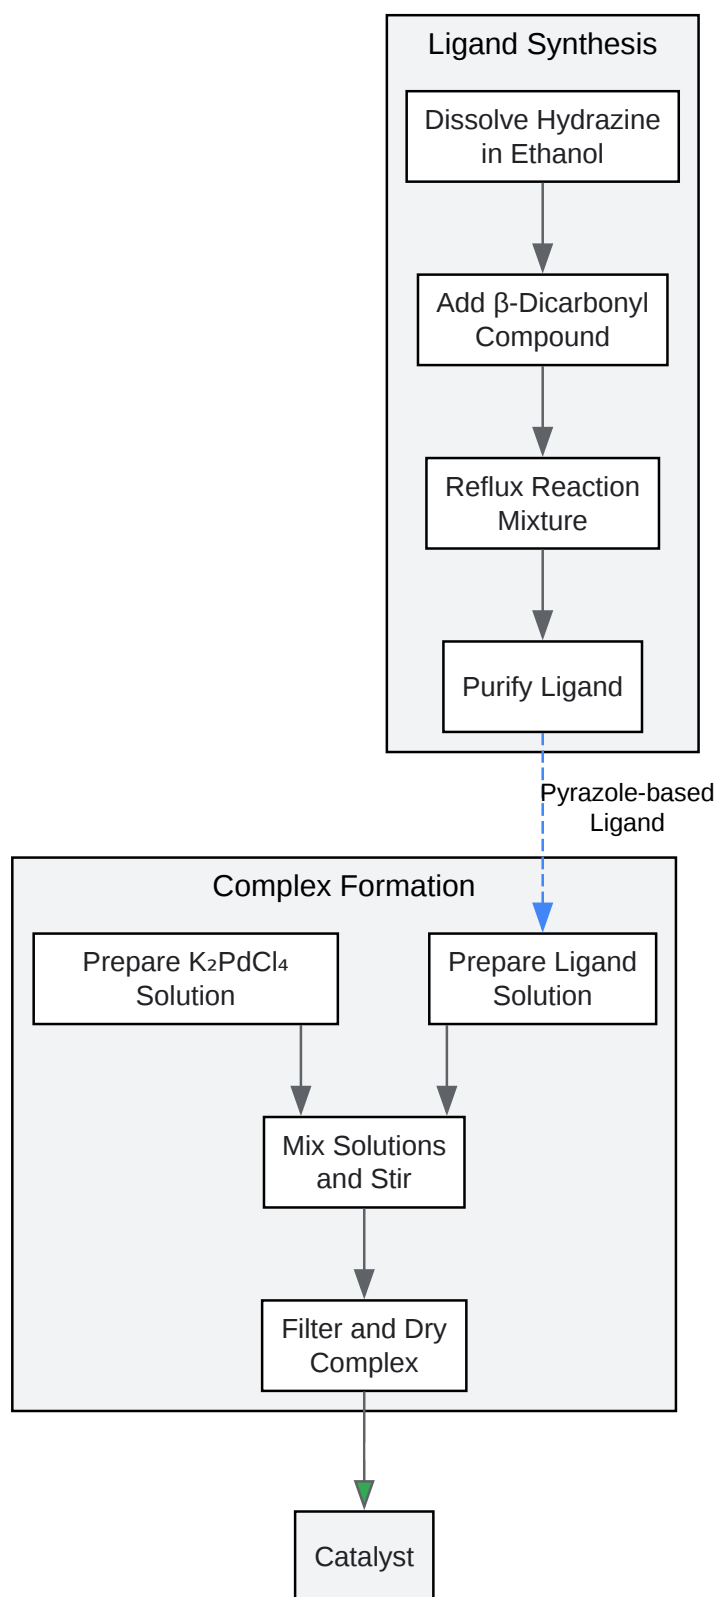 Ligand Synthesis
Dissolve Hydrazine
in Ethanol
Add β-Dicarbonyl
Compound
Reflux Reaction
Mixture
Purify Ligand
Pyrazole-based
Ligand
Complex Formation
Prepare K₂PdCl₄
Solution
Prepare Ligand
Solution
Mix Solutions
and Stir
Filter and Dry
Complex
Catalyst